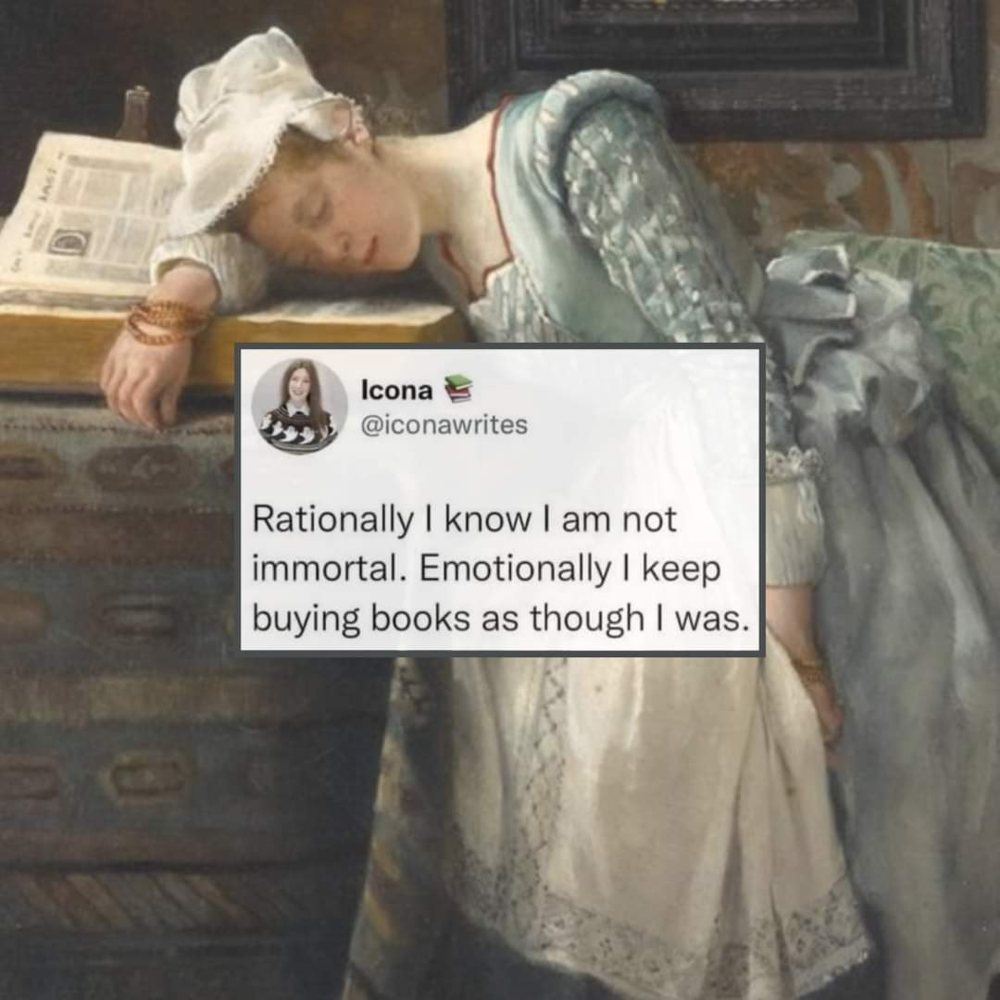 Icona 📚
@iconawrites
Rationally I know I am not
immortal. Emotionally I keep
buying books as though I was.